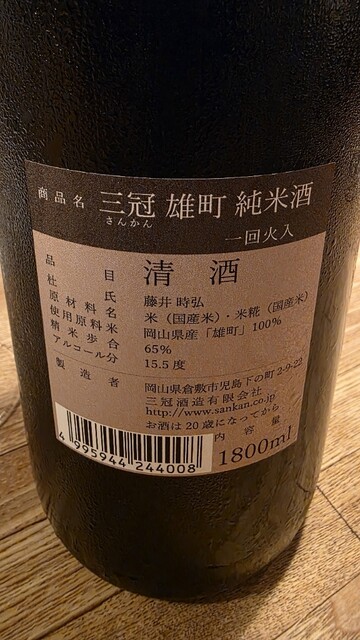 商品名 三冠 雄町 純米酒
さんかん
一回火入
品目 清酒
杜氏 藤井 時弘
原材料名 米（国産米）・米糀（国産米）
使用原料米 岡山県産「雄町」100%
精米歩合 65%
アルコール分 15.5度
製造者 岡山県倉敷市児島下の町2-9-22
三冠酒造有限会社
http://www.sankan.co.jp
お酒は20歳になってから
内容量
1800ml
4 995944 244008